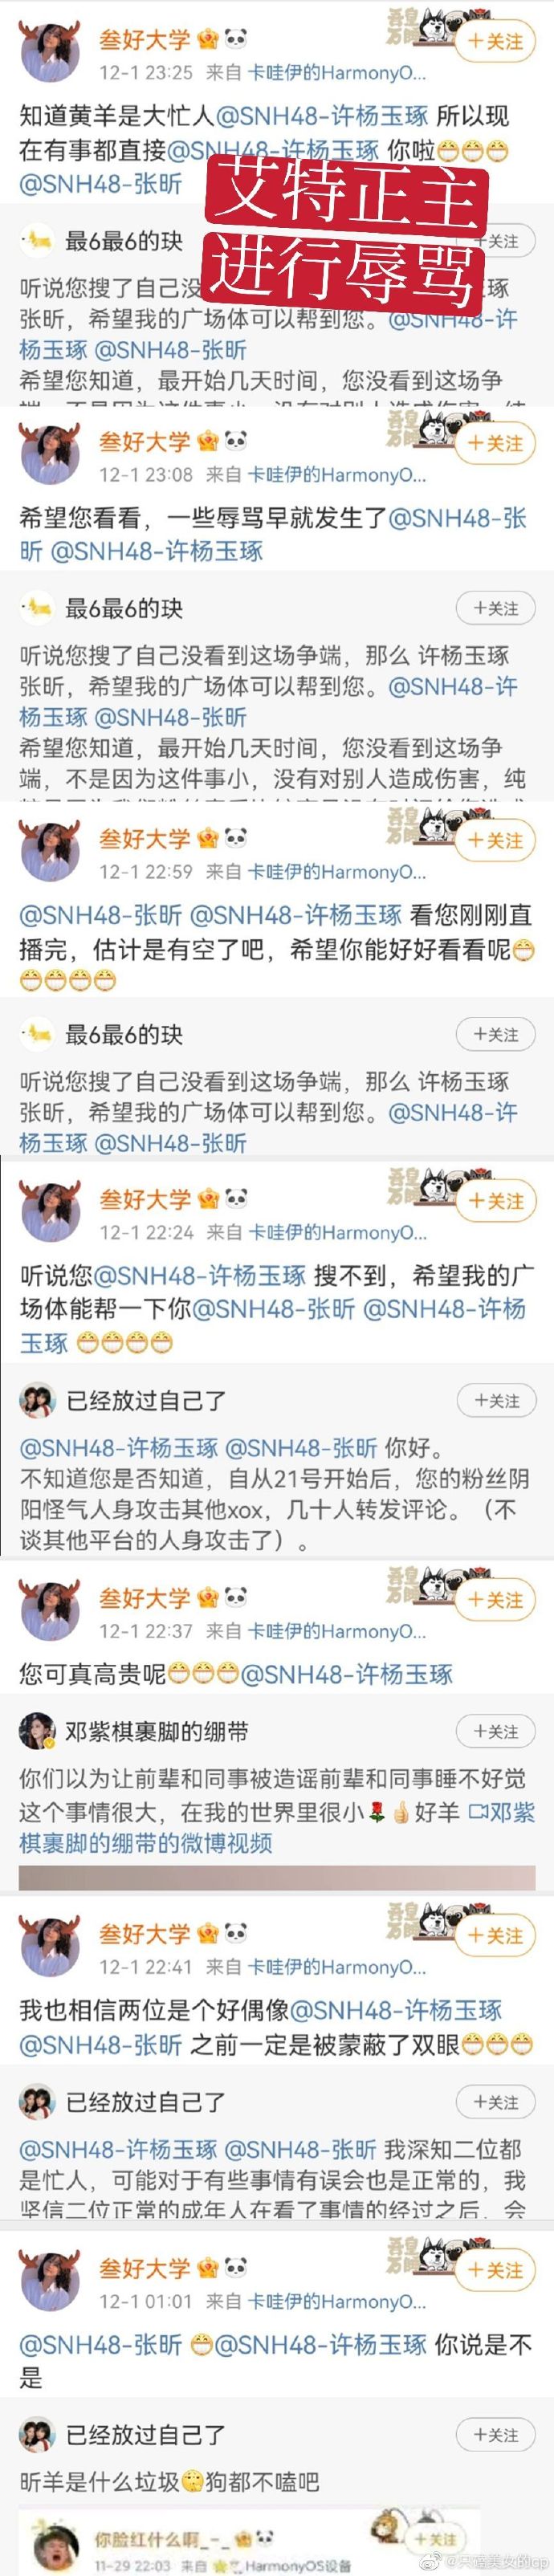 叁好大学
吾皇万睡
+关注
12-1 23:25 来自 卡哇伊的HarmonyO...
知道黄羊是大忙人@SNH48-许杨玉琢 所以现
在有事都直接@SNH48-许杨玉琢 你啦
@SNH48-张昕
艾特正主
进行辱骂
最6最6的玦
+关注
听说您搜了自己没
玉琢
张昕，希望我的广场体可以帮到您。@SNH48-许
杨玉琢 @SNH48-张昕
希望您知道，最开始几天时间，您没看到这场争
端，不是因为这件事小，没有对别人造成伤害，纯
叁好大学
+关注
12-1 23:08 来自 卡哇伊的HarmonyO...
希望您看看，一些辱骂早就发生了@SNH48-张
昕 @SNH48-许杨玉琢
最6最6的玦
+关注
听说您搜了自己没看到这场争端，那么 许杨玉琢
张昕，希望我的广场体可以帮到您。@SNH48-许
杨玉琢 @SNH48-张昕
希望您知道，最开始几天时间，您没看到这场争
端，不是因为这件事小，没有对别人造成伤害，纯
叁好大学
+关注
12-1 22:59 来自 卡哇伊的HarmonyO...
@SNH48-张昕 @SNH48-许杨玉琢 看您刚刚直
播完，估计是有空了吧，希望你能好好看看呢
最6最6的玦
+关注
听说您搜了自己没看到这场争端，那么 许杨玉琢
张昕，希望我的广场体可以帮到您。@SNH48-许
杨玉琢 @SNH48-张昕
叁好大学
+关注
12-1 22:24 来自 卡哇伊的HarmonyO...
听说您@SNH48-许杨玉琢 搜不到，希望我的广
场体能帮一下你@SNH48-张昕 @SNH48-许杨
玉琢
已经放过自己了
+关注
@SNH48-许杨玉琢 @SNH48-张昕 你好。
不知道您是否知道，自从21号开始后，您的粉丝阴
阳怪气人身攻击其他xox，几十人转发评论。（不
谈其他平台的人身攻击了）。
叁好大学
+关注
12-1 22:37 来自 卡哇伊的HarmonyO...
您可真高贵呢@SNH48-许杨玉琢
邓紫棋裹脚的绷带
+关注
你们以为让前辈和同事被造谣前辈和同事睡不好觉
这个事情很大，在我的世界里很小🌹👍好羊 邓紫
棋裹脚的绷带的微博视频
叁好大学
+关注
12-1 22:41 来自 卡哇伊的HarmonyO...
我也相信两位是个好偶像@SNH48-许杨玉琢
@SNH48-张昕 之前一定是被蒙蔽了双眼
已经放过自己了
+关注
@SNH48-许杨玉琢 @SNH48-张昕 我深知二位都
是忙人，可能对于有些事情有误会也是正常的，我
坚信二位正常的成年人在看了事情的经过之后，会
叁好大学
+关注
12-1 01:01 来自 卡哇伊的HarmonyO...
@SNH48-张昕 @SNH48-许杨玉琢 你说是不
是
已经放过自己了
+关注
昕羊是什么垃圾狗都不嗑吧
你脸红什么啊_-_
+关注
11-29 22:03 来自 HarmonyOS设备